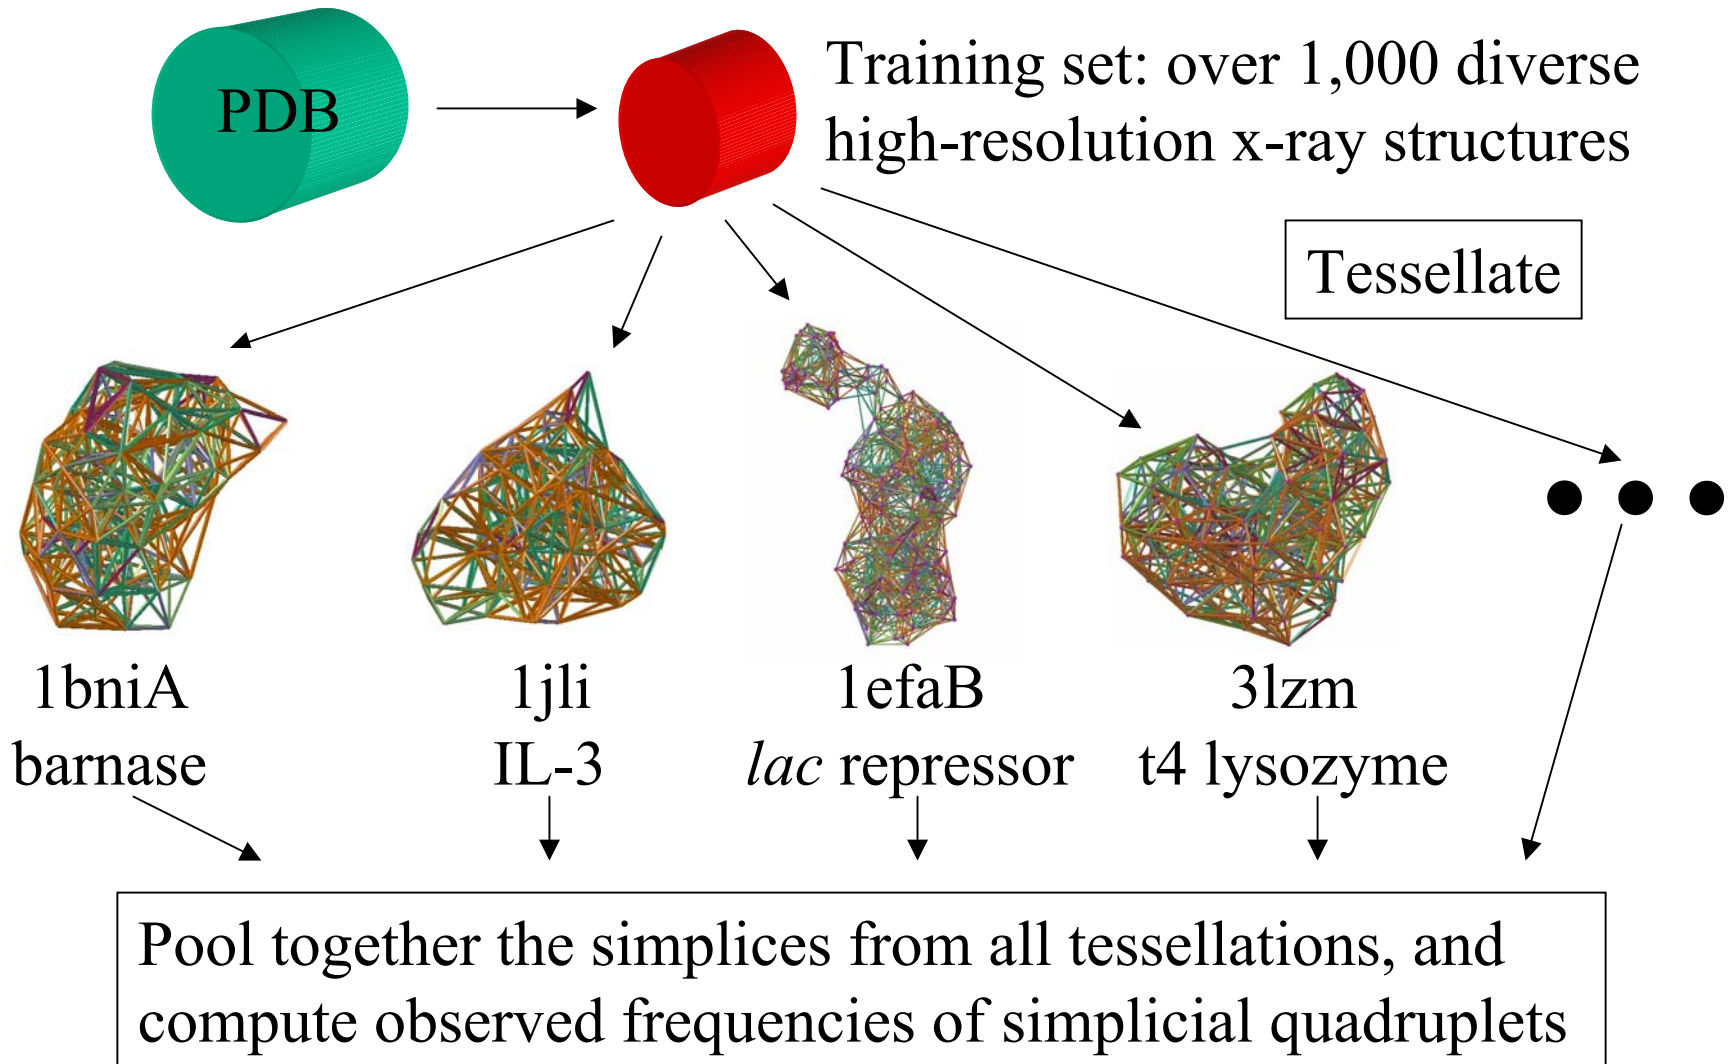 PDB
Training set: over 1,000 diverse
high-resolution x-ray structures
Tessellate
1bniA
barnase
1jli
IL-3
1efaB
lac repressor
3lzm
t4 lysozyme
Pool together the simplices from all tessellations, and
compute observed frequencies of simplicial quadruplets